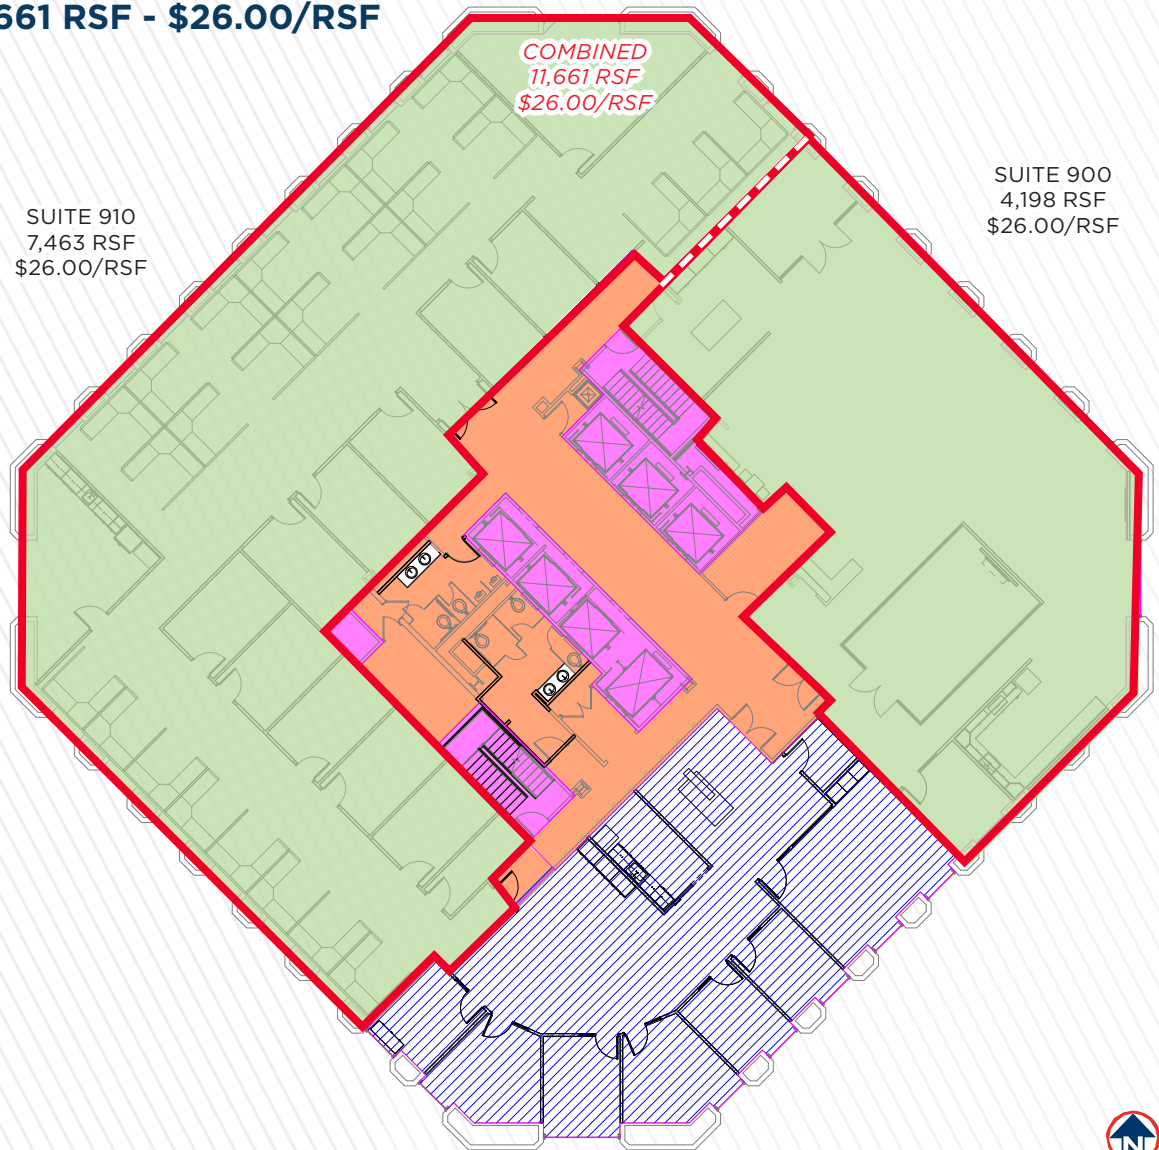 661 RSF - $26.00/RSF
COMBINED
11,661 RSF
$26.00/RSF
SUITE 900
4,198 RSF
$26.00/RSF
SUITE 910
7,463 RSF
$26.00/RSF
N